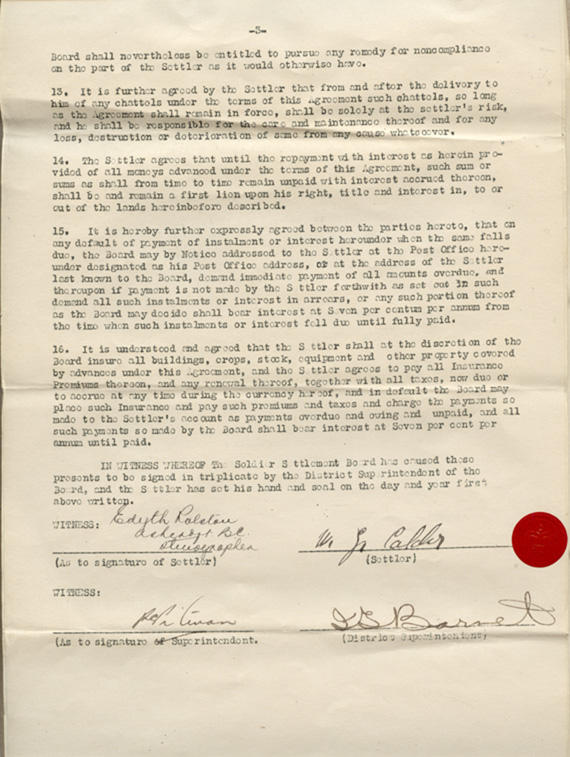 -3-
Board shall nevertheless be entitled to pursue any remedy for noncompliance
on the part of the Settler as it would otherwise have.
13. It is further agreed by the Settler that from and after the delivery to
him of any chattels under the terms of this Agreement such chattels, so long
as the Agreement shall remain in force, shall be solely at the settler's risk,
and he shall be responsible for the care and maintenance thereof and for any
loss, destruction or detorioration of same from any cause whatsoever.
14. The Settler agrees that until the repayment with interest as herein pro-
vided of all moneys advanced under the terms of this Agreement, such sum or
sums as shall from time to time remain unpaid with interest accrued thereon,
shall be and remain a first lien upon his right, title and interest in, to or
out of the lands hereinbefore described.
15. It is hereby further expressly agreed between the parties hereto, that on
any default of payment of instalment or interest hereunder when the same falls
due, the Board may by Notice addressed to the Settler at the Post Office here-
under designated as his Post Office address, or at the address of the Settler
last known to the Board, demand immediate payment of all amounts overdue, and
thereupon if payment is not made by the Settler forthwith as set out in such
demand all such instalments or interest in arrears, or any such portion thereof
as the Board may decide shall bear interest at Seven per centum per annum from
the time when such instalments or interest fell due until fully paid.
16. It is understood and agreed that the Settler shall at the discretion of the
Board insure all buildings, crops, stock, equipment and other property covered
by advances under this Agreement, and the Settler agrees to pay all Insurance
Premiums thereon, and any renewal thereof, together with all taxes, now due or
to accrue at any time during the currency hereof, and in default the Board may
place such Insurance and pay such premiums and taxes and charge the payments so
made to the Settler's account as payments overdue and owing and unpaid, and all
such payments so made by the Board shall bear interest at Seven per cent per
annum until paid.
IN WITNESS WHEREOF The Soldier Settlement Board has caused these
presents to be signed in triplicate by the District Superintendent of the
Board, and the Settler has set his hand and seal on the day and year first
above written.
WITNESS: Edyth Ralston
Ashcroft B.C.
Stenographer
Calder
(As to signature of Settler) (Settler)
WITNESS:
Barnet
(As to signature of Superintendent. (District Superintendent)